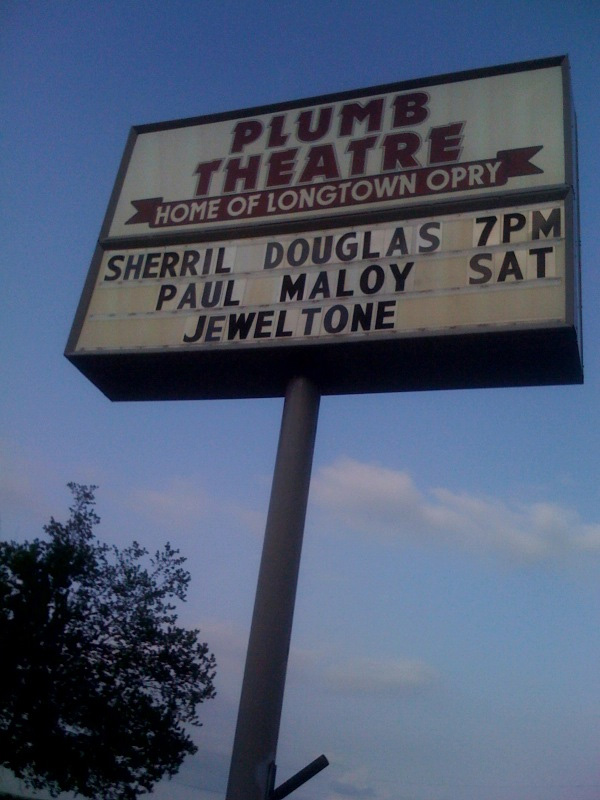 PLUMB
THEATRE
HOME OF LONGTOWN OPRY
SHERRIL DOUGLAS 7PM
PAUL MALOY SAT
JEWELTONE